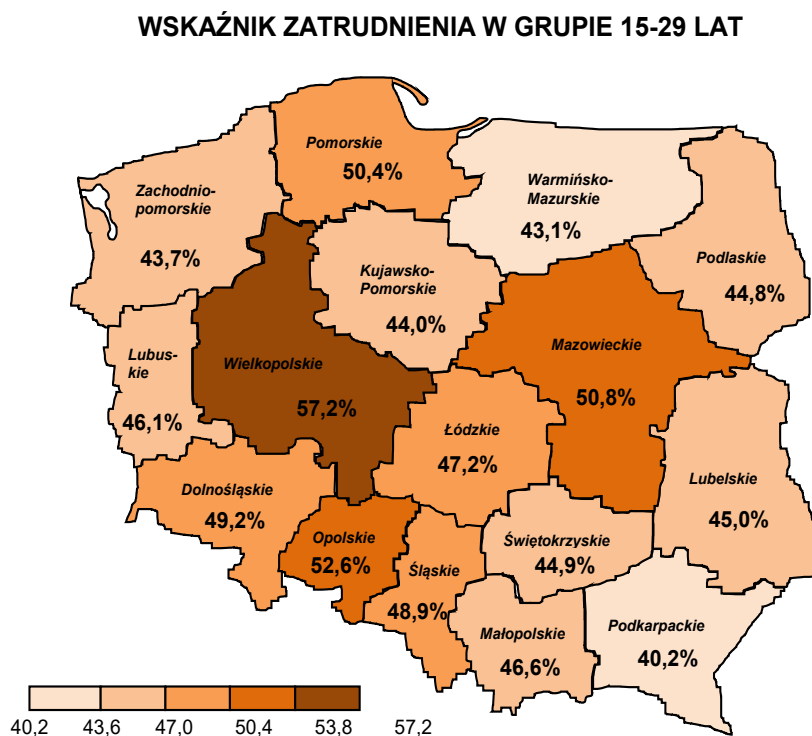 WSKAŹNIK ZATRUDNIENIA W GRUPIE 15-29 LAT
Pomorskie
50,4%
Zachodnio-
pomorskie
43,7%
Warmińsko-
Mazurskie
43,1%
Podlaskie
44,8%
Kujawsko-
Pomorskie
44,0%
Lubus-
kie
46,1%
Wielkopolskie
57,2%
Mazowieckie
50,8%
Łódzkie
47,2%
Lubelskie
45,0%
Dolnośląskie
49,2%
Opolskie
52,6%
Śląskie
48,9%
Świętokrzyskie
44,9%
Małopolskie
46,6%
Podkarpackie
40,2%
40,2 43,6 47,0 50,4 53,8 57,2